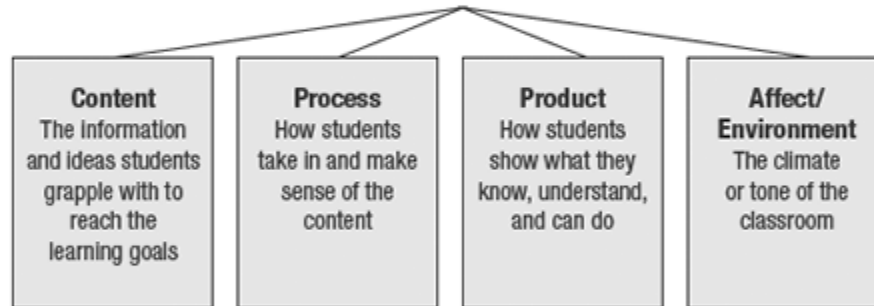 Content
The information
and ideas students
grapple with to
reach the
learning goals
Process
How students
take in and make
sense of the
content
Product
How students
show what they
know, understand,
and can do
Affect/
Environment
The climate
or tone of the
classroom